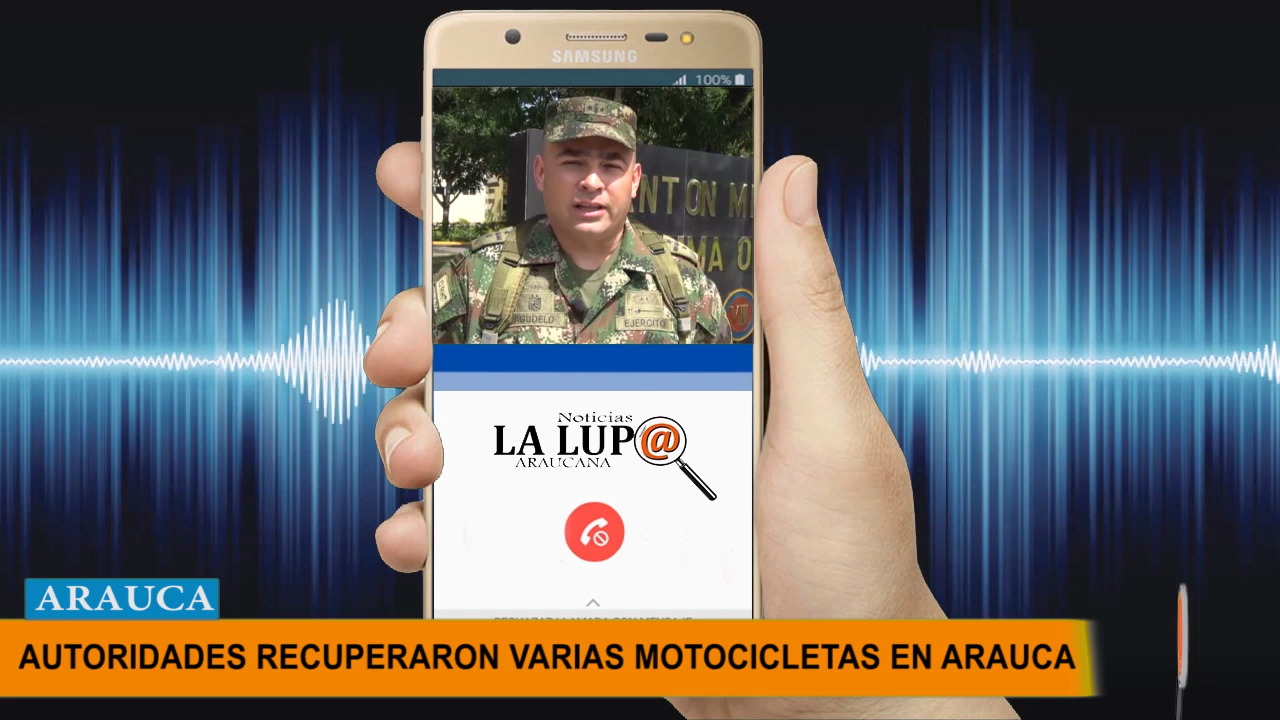 SAMSUNG
100%
NTON M
MA O
AGUDELO
EJERCITO
Noticias
LA LUP@
ARAUCANA
ARAUCA
AUTORIDADES RECUPERARON VARIAS MOTOCICLETAS EN ARAUCA